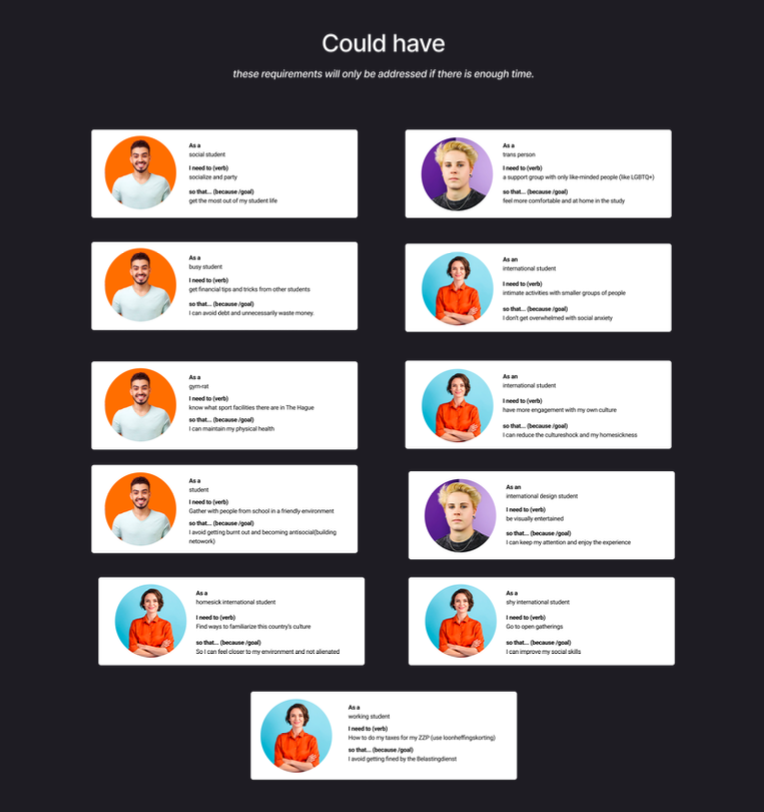 Could have
these requirements will only be addressed if there is enough time.
As a
social student
I need to (verb)
socialize and party
so that... (because /goal)
get the most out of my student life
As a
trans person
I need to (verb)
a support group with only like-minded people (like LGBTQ+)
so that... (because /goal)
feel more comfortable and at home in the study
As a
busy student
I need to (verb)
get financial tips and tricks from other students
so that... (because /goal)
I can avoid debt and unnecessarily waste money.
As an
international student
I need to (verb)
intimate activities with smaller groups of people
so that... (because /goal)
I don't get overwhelmed with social anxiety
As a
gym-rat
I need to (verb)
know what sport facilities there are in The Hague
so that... (because /goal)
I can maintain my physical health
As an
international student
I need to (verb)
have more engagement with my own culture
so that... (because /goal)
I can reduce the cultureshock and my homesickness
As a
student
I need to (verb)
Gather with people from school in a friendly environment
so that... (because /goal)
I avoid getting burnt out and becoming antisocial(building
netowork)
As an
international design student
I need to (verb)
be visually entertained
so that... (because /goal)
I can keep my attention and enjoy the experience
As a
homesick international student
I need to (verb)
Find ways to familiarize this country's culture
so that... (because /goal)
So I can feel closer to my environment and not alienated
As a
shy international student
I need to (verb)
Go to open gatherings
so that... (because /goal)
I can improve my social skills
As a
working student
I need to (verb)
How to do my taxes for my ZZP (use loonheffingskorting)
so that... (because /goal)
I avoid getting fined by the Belastingdienst